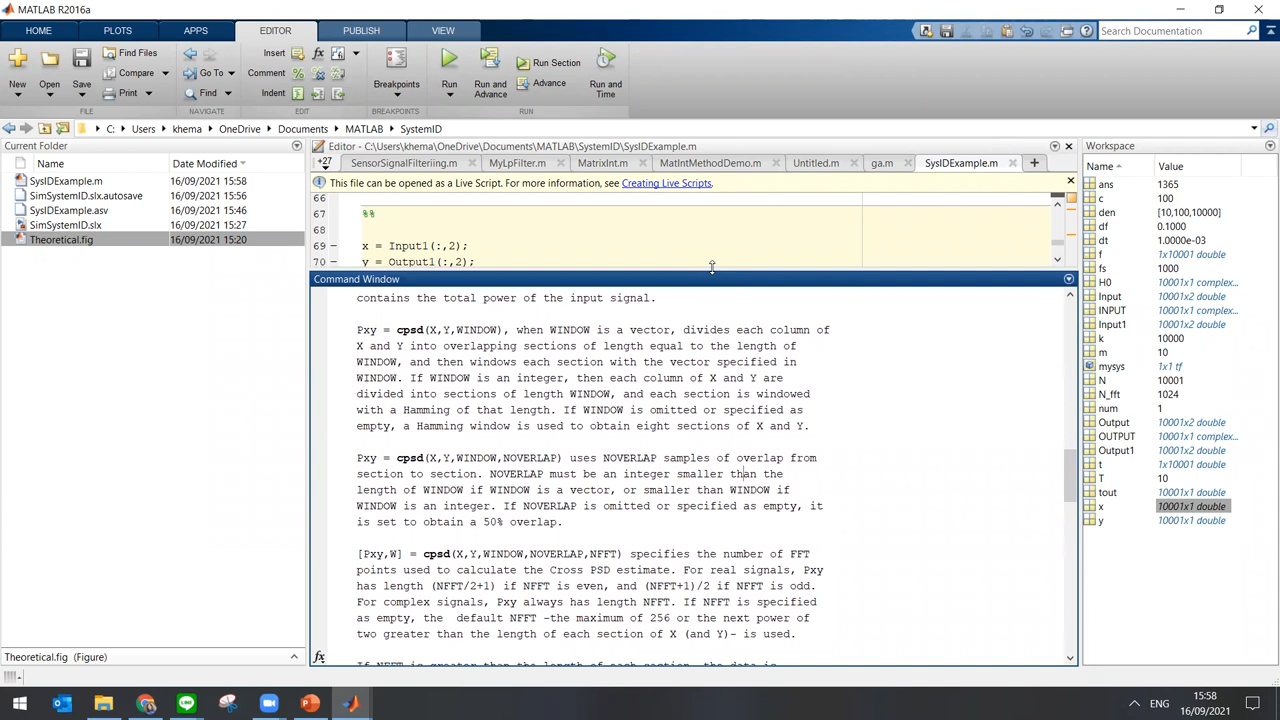 MATLAB R2016a
HOME PLOTS APPS EDITOR PUBLISH VIEW
Search Documentation
New Open Save Find Files Compare Print
Go To Find
Insert fx Comment % Indent
Breakpoints
Run Run and Advance Run Section Advance Run and Time
FILE NAVIGATE EDIT BREAKPOINTS RUN
C: Users khema OneDrive Documents MATLAB SystemID
Current Folder
Name Date Modified
SysIDExample.m 16/09/2021 15:58
SimSystemID.slx.autosave 16/09/2021 15:56
SysIDExample.asv 16/09/2021 15:46
SimSystemID.slx 16/09/2021 15:27
Theoretical.fig 16/09/2021 15:20
Theoretical.fig (Figure)
Editor - C:\Users\khema\OneDrive\Documents\MATLAB\SystemID\SysIDExample.m
+27 SensorSignalFilteriing.m MyLpFilter.m MatrixInt.m MatIntMethodDemo.m Untitled.m ga.m SysIDExample.m
This file can be opened as a Live Script. For more information, see Creating Live Scripts.
66
67 %%
68
69 – x = Input1(:,2);
70 – y = Output1(:,2);
Command Window
contains the total power of the input signal.
Pxy = cpsd(X,Y,WINDOW), when WINDOW is a vector, divides each column of
X and Y into overlapping sections of length equal to the length of
WINDOW, and then windows each section with the vector specified in
WINDOW. If WINDOW is an integer, then each column of X and Y are
divided into sections of length WINDOW, and each section is windowed
with a Hamming of that length. If WINDOW is omitted or specified as
empty, a Hamming window is used to obtain eight sections of X and Y.
Pxy = cpsd(X,Y,WINDOW,NOVERLAP) uses NOVERLAP samples of overlap from
section to section. NOVERLAP must be an integer smaller than the
length of WINDOW if WINDOW is a vector, or smaller than WINDOW if
WINDOW is an integer. If NOVERLAP is omitted or specified as empty, it
is set to obtain a 50% overlap.
[Pxy,W] = cpsd(X,Y,WINDOW,NOVERLAP,NFFT) specifies the number of FFT
points used to calculate the Cross PSD estimate. For real signals, Pxy
has length (NFFT/2+1) if NFFT is even, and (NFFT+1)/2 if NFFT is odd.
For complex signals, Pxy always has length NFFT. If NFFT is specified
as empty, the default NFFT -the maximum of 256 or the next power of
two greater than the length of each section of X (and Y)- is used.
If NFFT is greater than the length of each section, the data is
fx
Workspace
Name Value
ans 1365
c 100
den [10,100,10000]
df 0.1000
dt 1.0000e-03
f 1x10001 double
fs 1000
H0 10001x1 complex...
Input 10001x2 double
INPUT 10001x1 complex...
Input1 10001x2 double
k 10000
m 10
mysys 1x1 tf
N 10001
N_fft 1024
num 1
Output 10001x2 double
OUTPUT 10001x1 complex...
Output1 10001x2 double
t 1x10001 double
T 10
tout 10001x1 double
x 10001x1 double
y 10001x1 double
ENG
15:58
16/09/2021